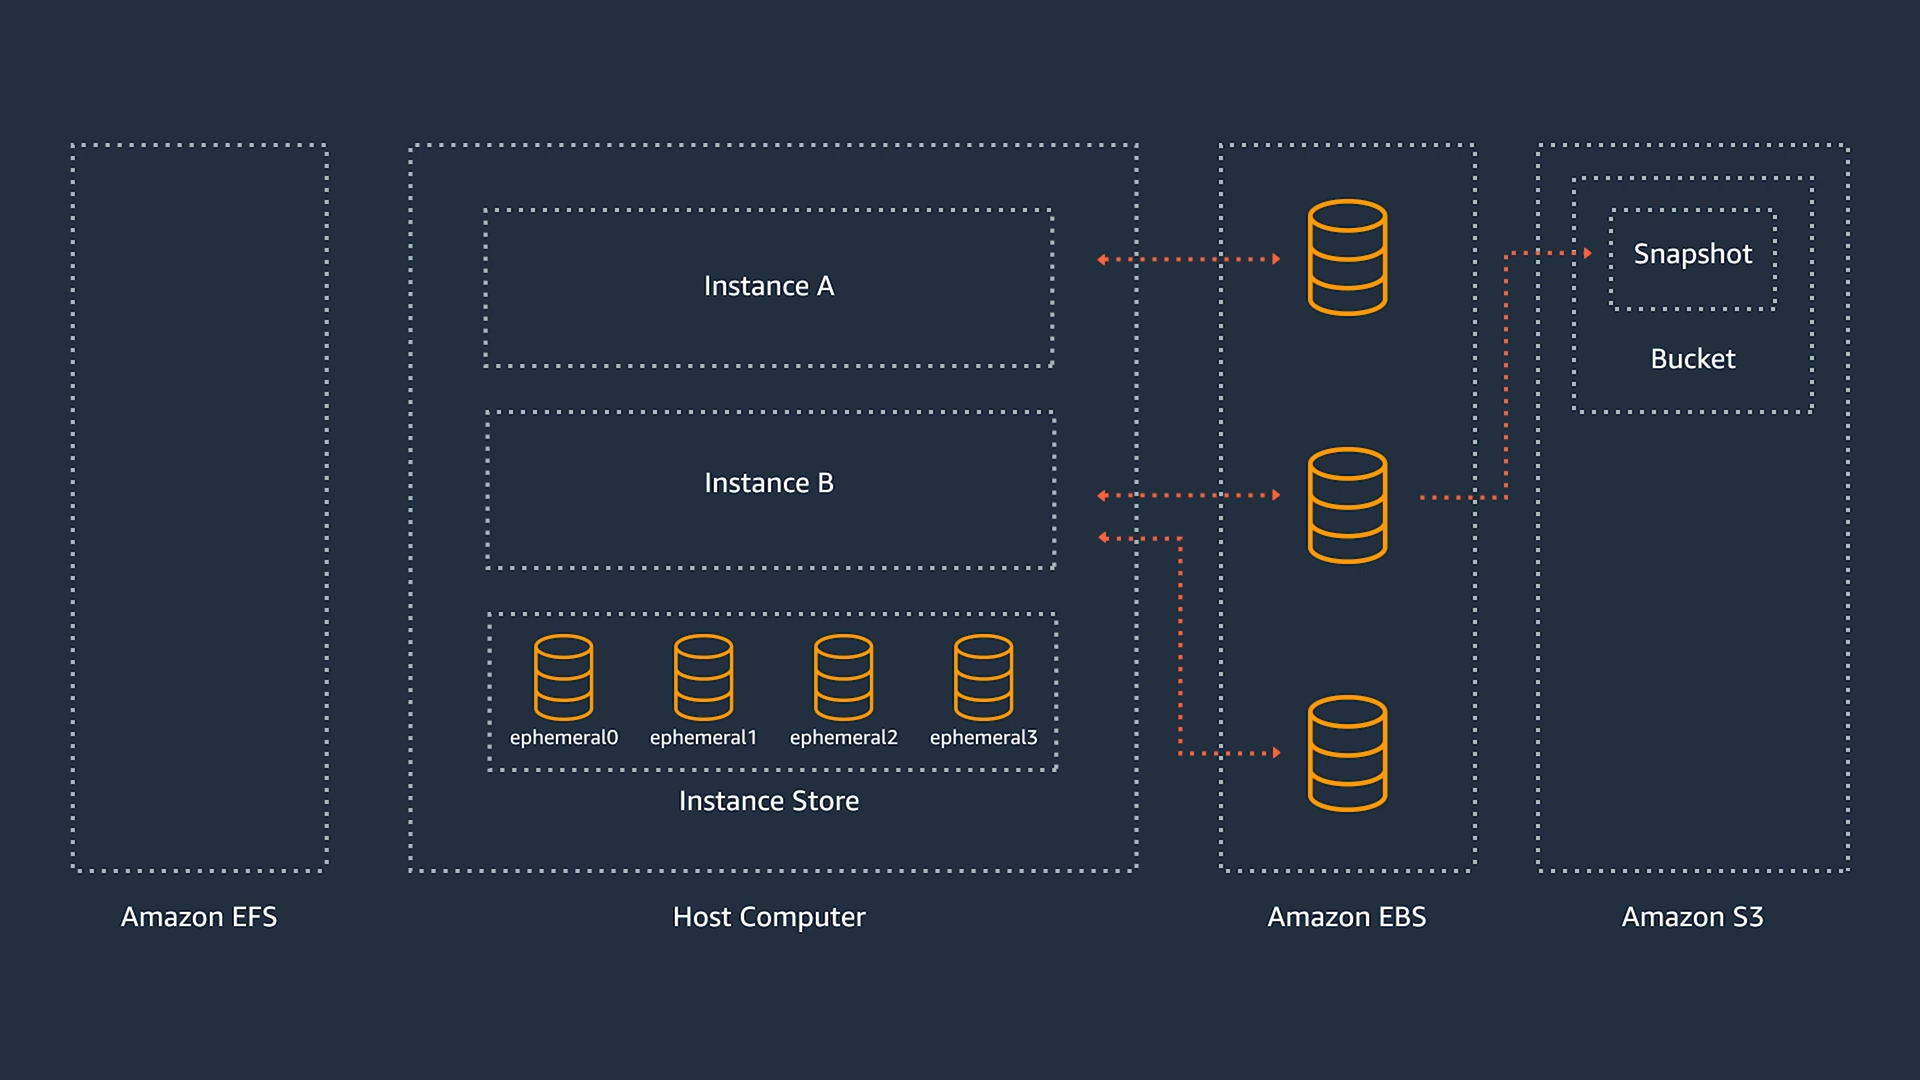 Instance A
Instance B
ephemeral0
ephemeral1
ephemeral2
ephemeral3
Instance Store
Snapshot
Bucket
Amazon EFS
Host Computer
Amazon EBS
Amazon S3